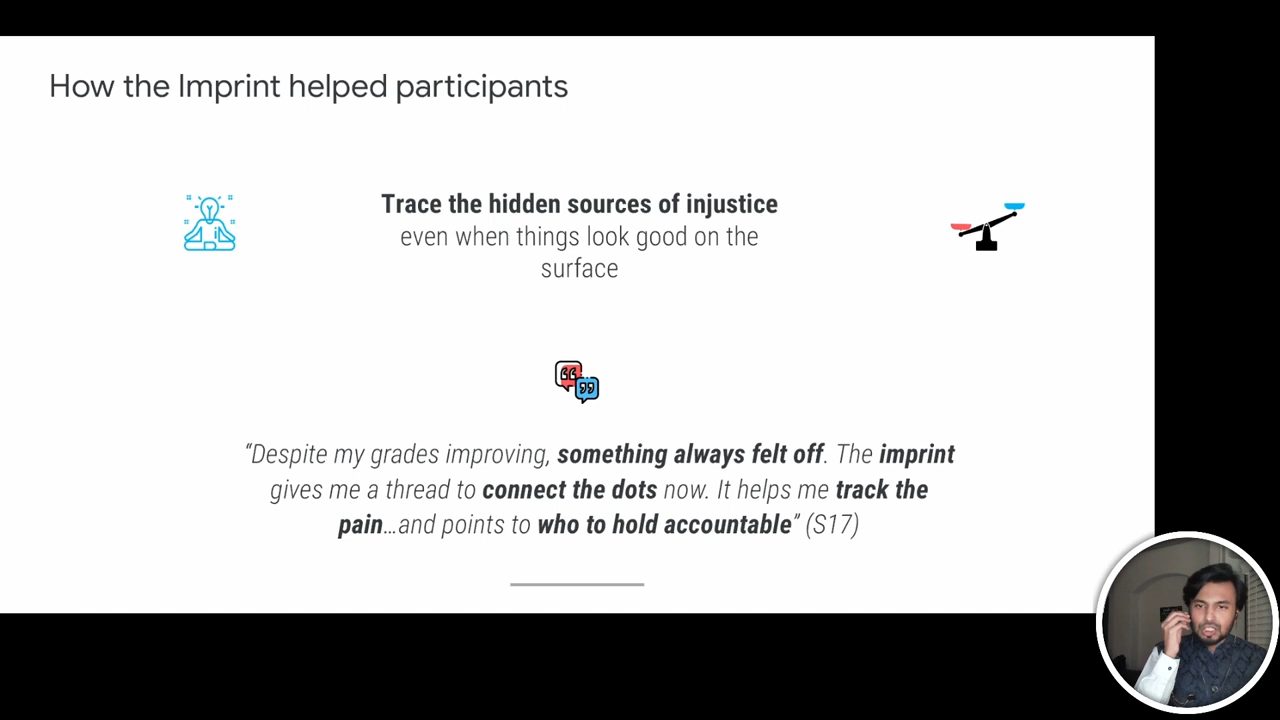 How the Imprint helped participants
Trace the hidden sources of injustice
even when things look good on the
surface
“Despite my grades improving, something always felt off. The imprint
gives me a thread to connect the dots now. It helps me track the
pain…and points to who to hold accountable” (S17)